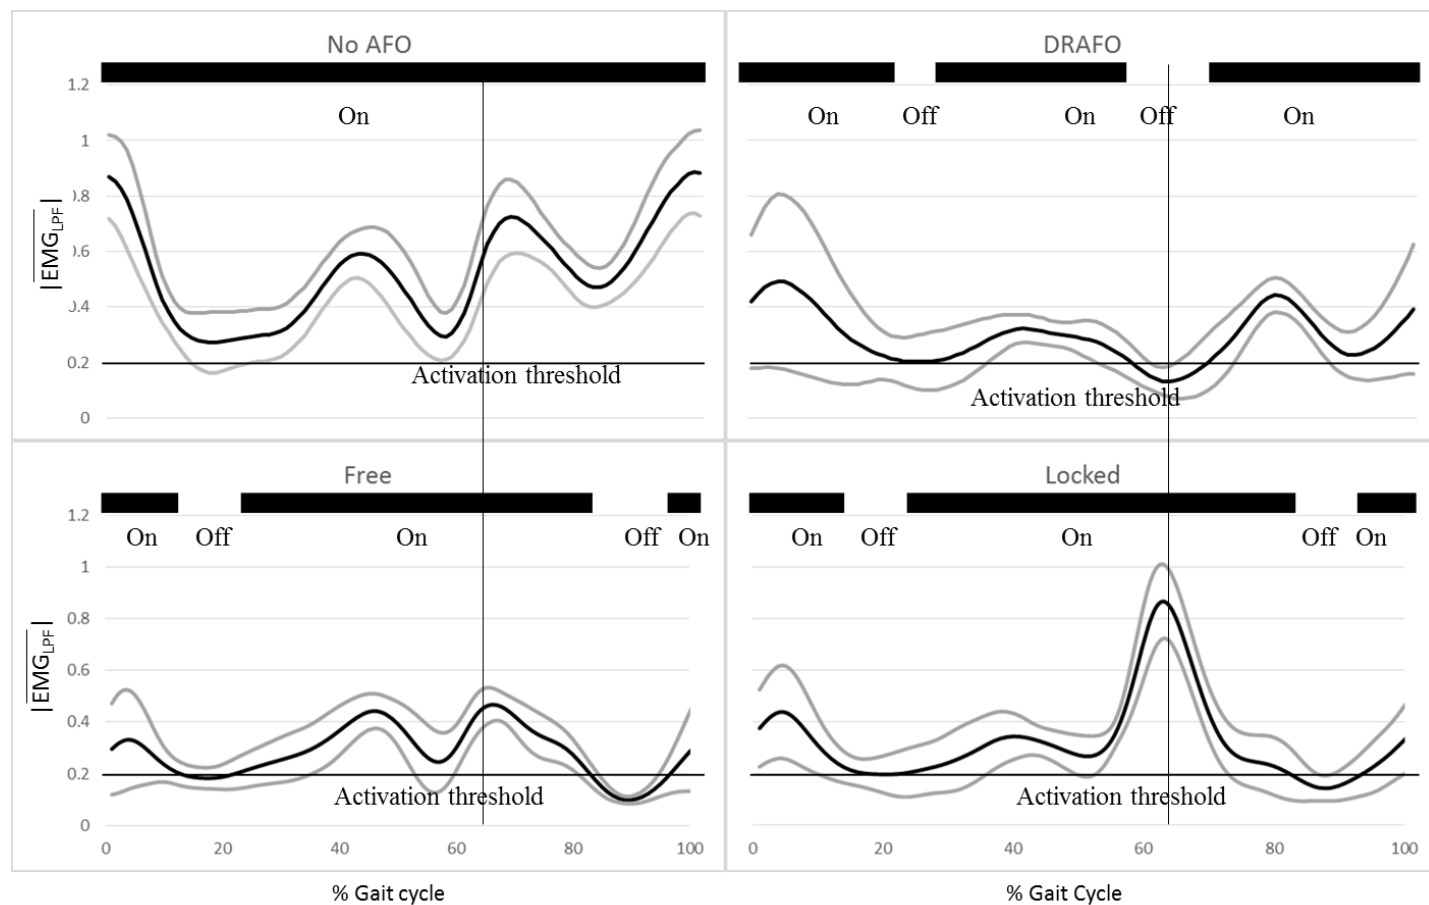 No AFO
1.2
On
1
).8
).6
).4
0.2
Activation threshold
0
|EMG_LPF|
DRAFO
On Off On Off On
Activation threshold
Free
1.2
On Off On Off On
1
0.8
0.6
0.4
0.2
Activation threshold
0
|EMG_LPF|
0 20 40 60 80 100
% Gait cycle
Locked
On Off On Off On
Activation threshold
0 20 40 60 80 100
% Gait Cycle